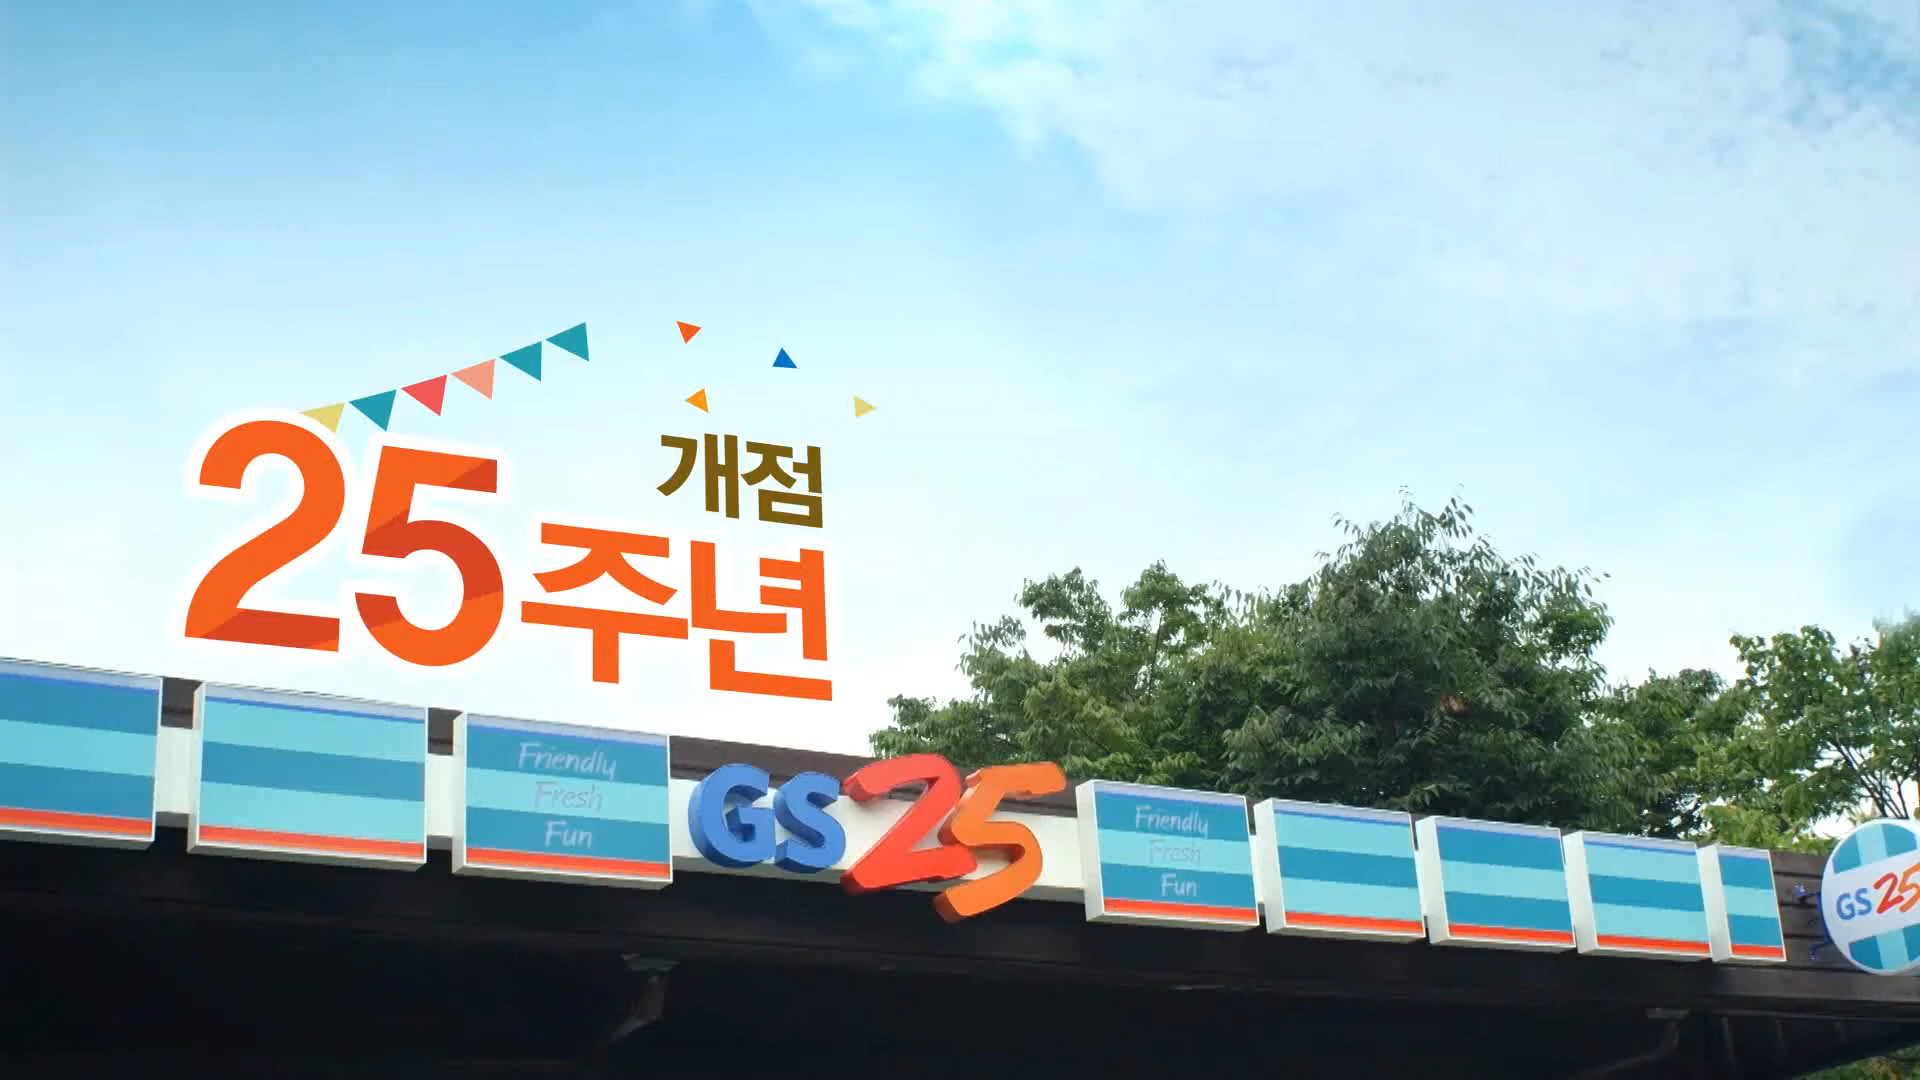 개점
25주년
Friendly
Fresh
Fun
GS25
Friendly
Fresh
Fun
GS25